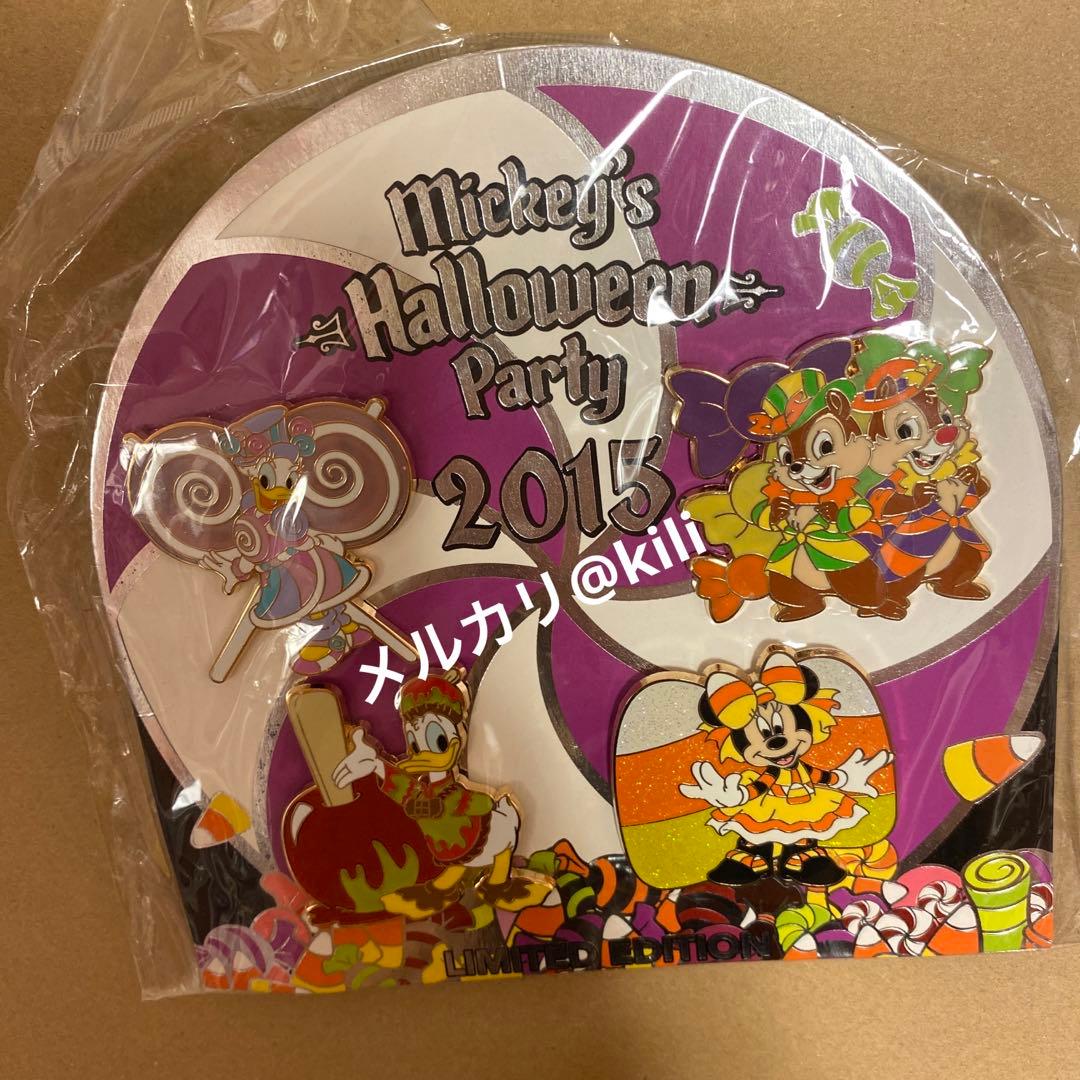 Mickey's
Halloween
Party
2015
メルカリ@kili
LIMITED EDITION